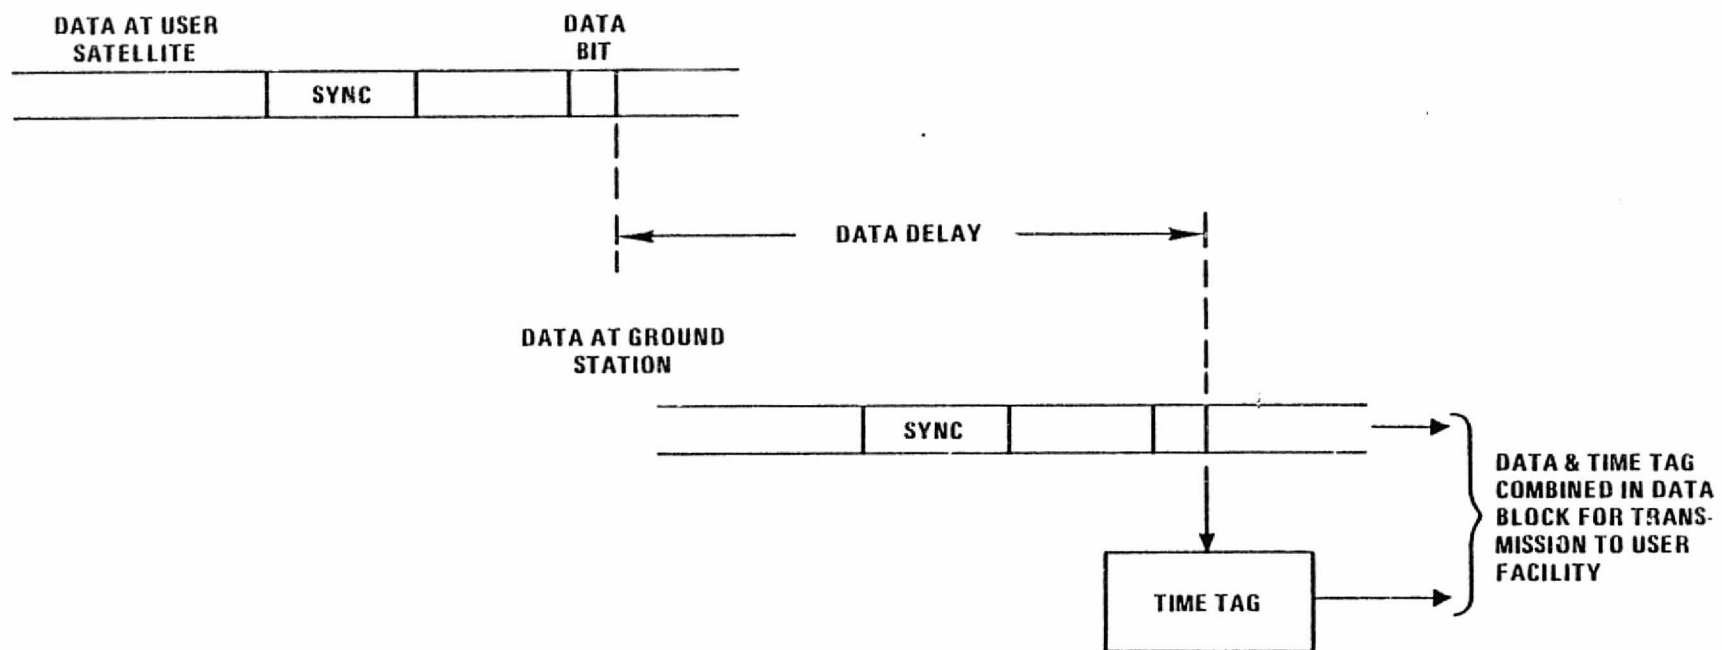 DATA AT USER
SATELLITE
DATA
BIT
SYNC
DATA DELAY
DATA AT GROUND
STATION
SYNC
DATA & TIME TAG
COMBINED IN DATA
BLOCK FOR TRANS-
MISSION TO USER
FACILITY
TIME TAG